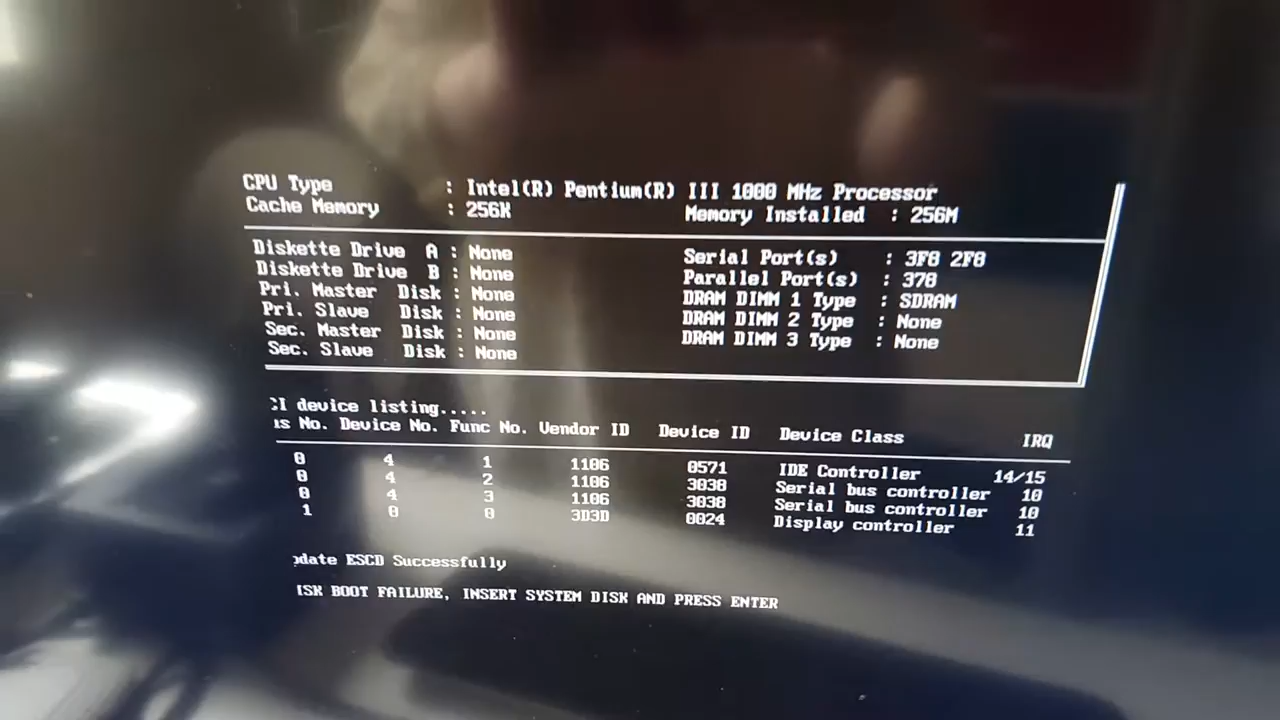 CPU Type : Intel(R) Pentium(R) III 1000 MHz Processor
Cache Memory : 256K Memory Installed : 256M
Diskette Drive A : None Serial Port(s) : 3F8 2F8
Diskette Drive B : None Parallel Port(s) : 378
Pri. Master Disk : None DRAM DIMM 1 Type : SDRAM
Pri. Slave Disk : None DRAM DIMM 2 Type : None
Sec. Master Disk : None DRAM DIMM 3 Type : None
Sec. Slave Disk : None
CI device listing.....
us No. Device No. Func No. Vendor ID Device ID Device Class IRQ
0 4 1 1106 0571 IDE Controller 14/15
0 4 2 1106 3038 Serial bus controller 10
0 4 3 1106 3038 Serial bus controller 10
1 0 0 3D3D 0024 Display controller 11
pdate ESCD Successfully
ISK BOOT FAILURE, INSERT SYSTEM DISK AND PRESS ENTER